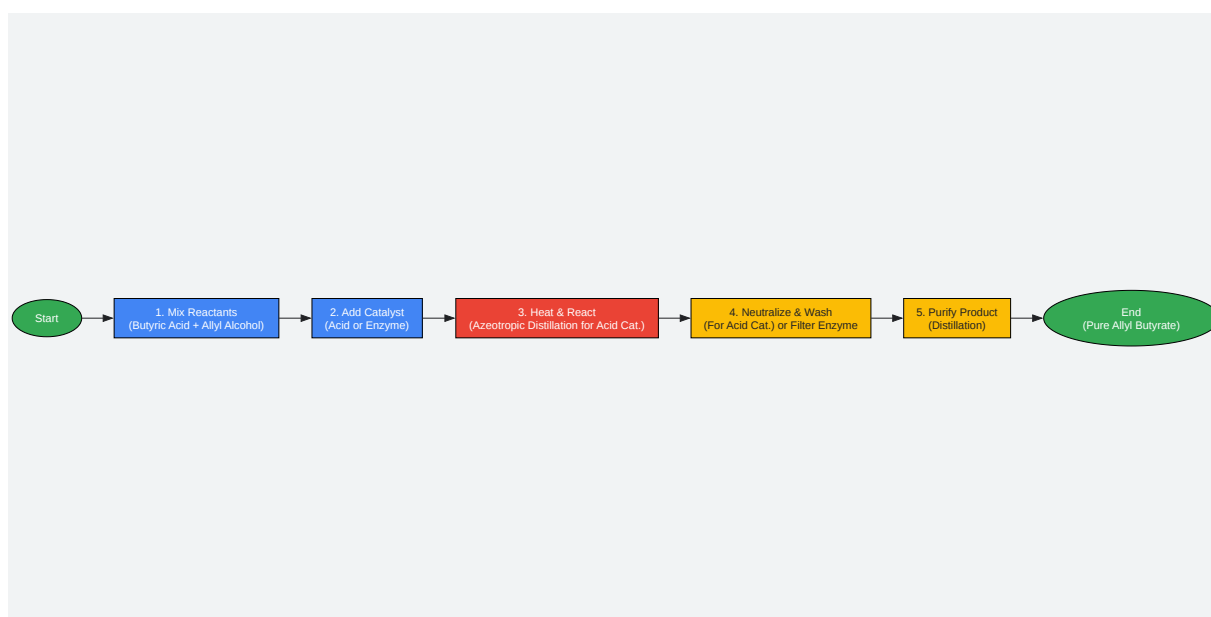 Start
1. Mix Reactants
(Butyric Acid + Allyl Alcohol)
2. Add Catalyst
(Acid or Enzyme)
3. Heat & React
(Azeotropic Distillation for Acid Cat.)
4. Neutralize & Wash
(For Acid Cat.) or Filter Enzyme
5. Purify Product
(Distillation)
End
(Pure Allyl Butyrate)